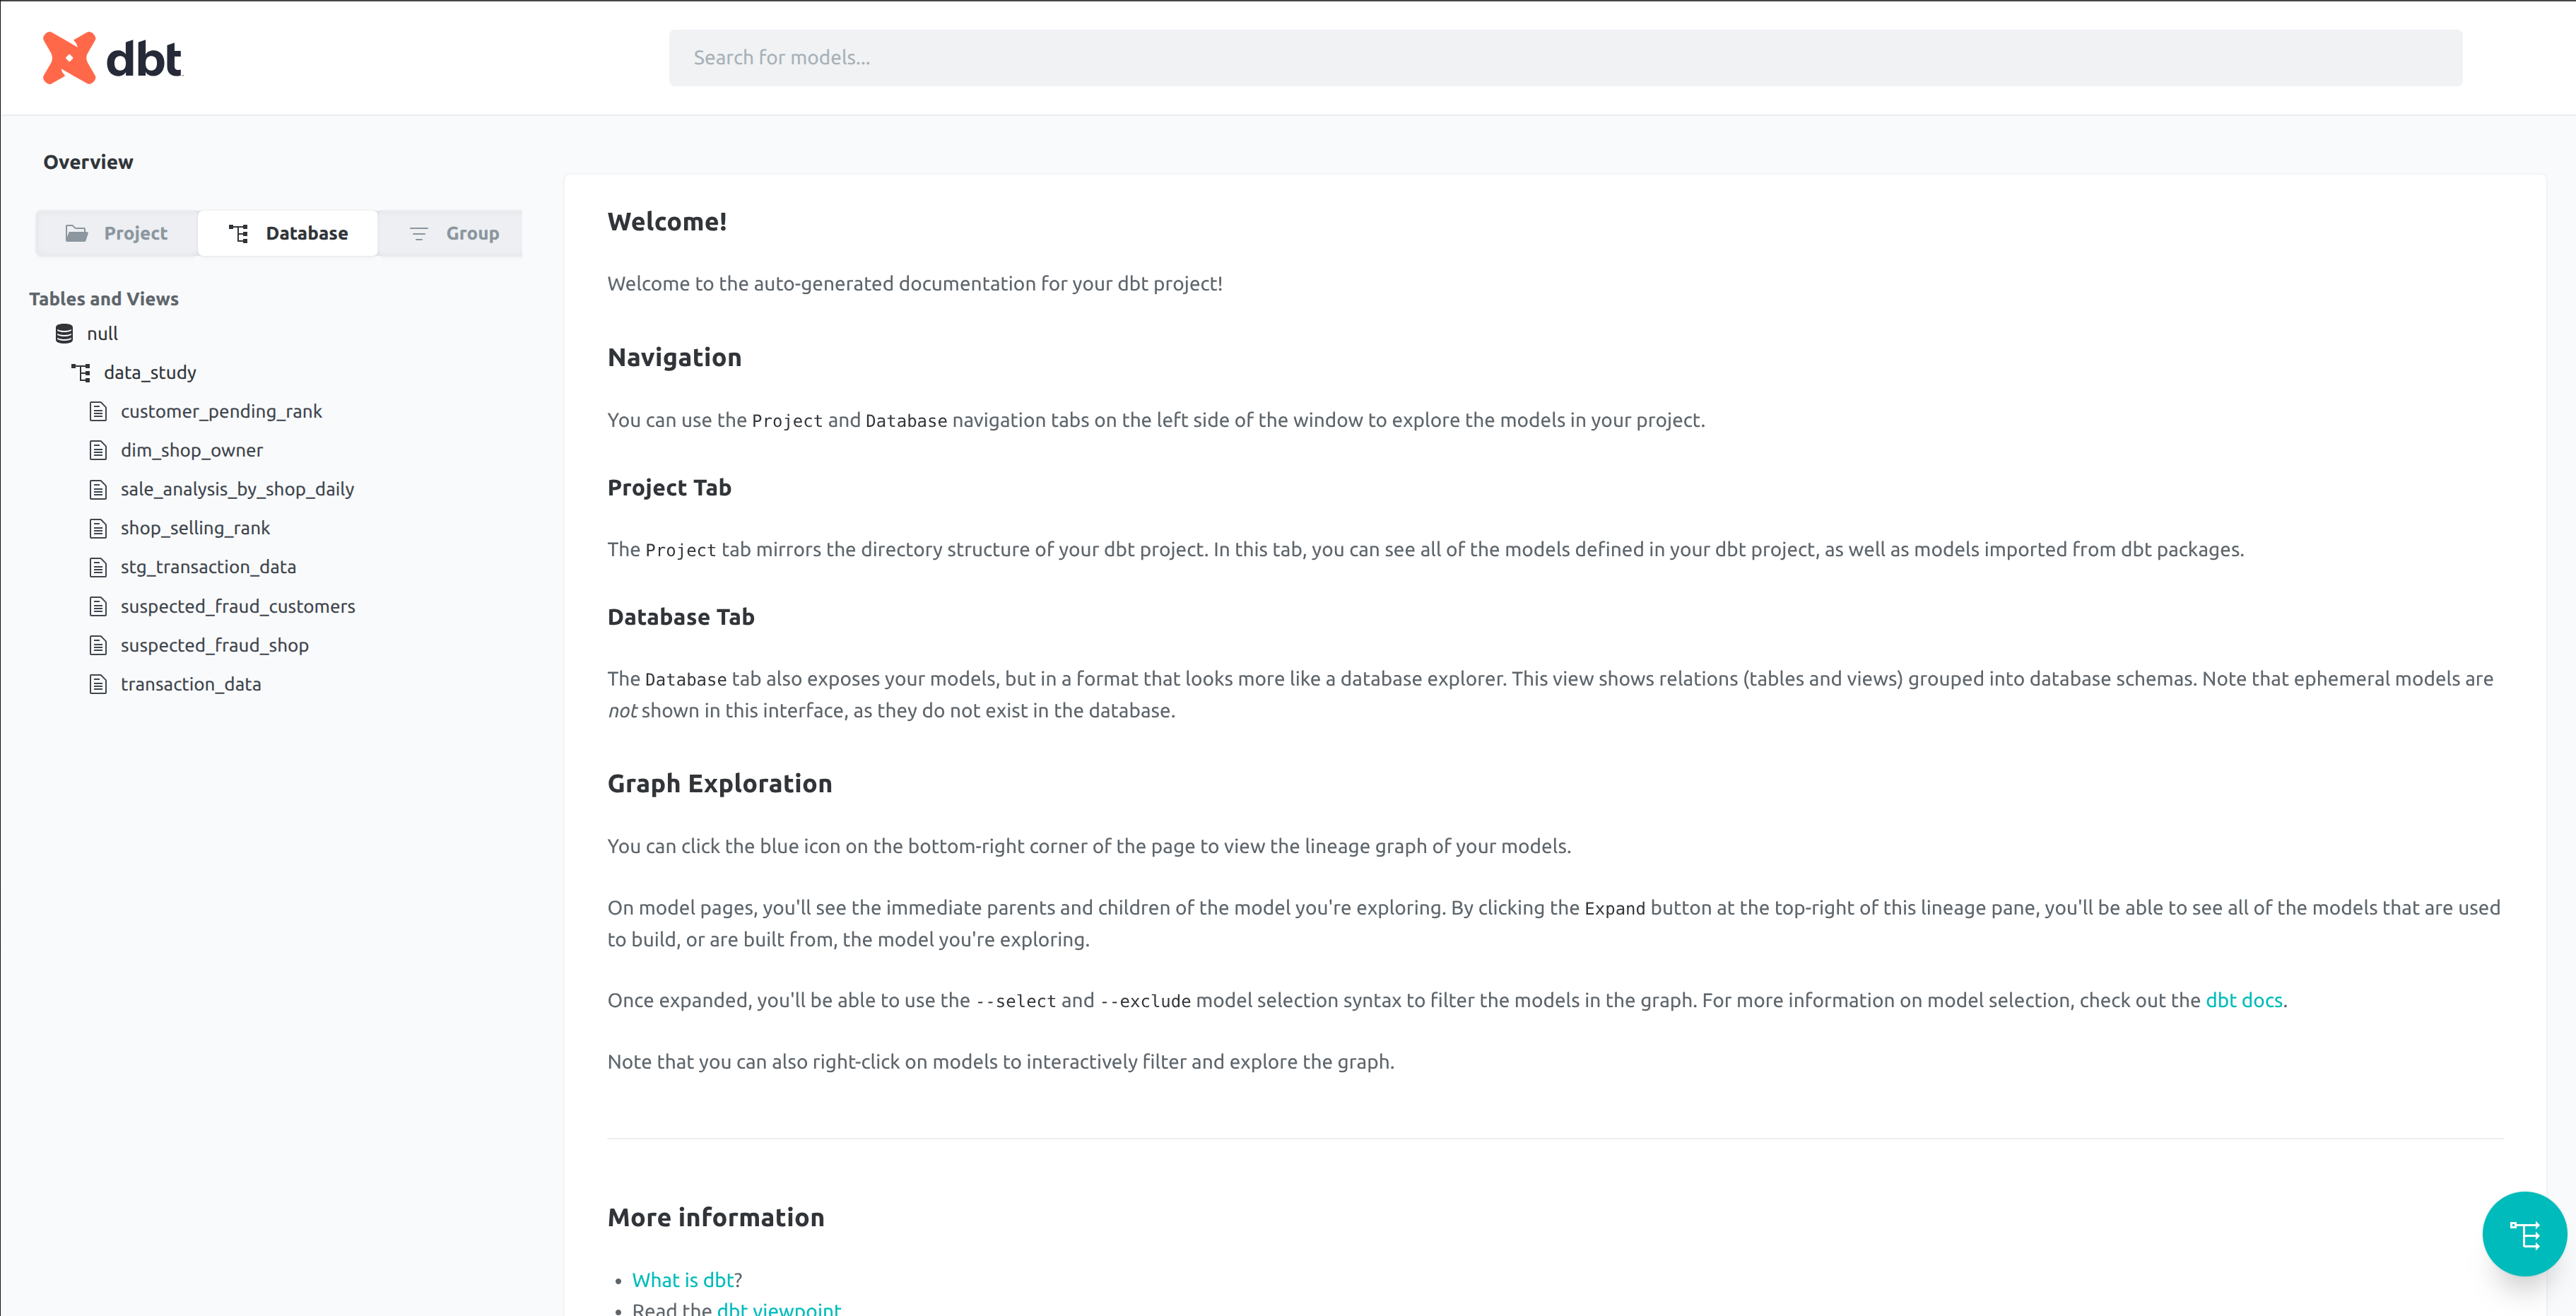 dbt
Search for models...
Overview
Project
Database
Group
Tables and Views
null
data_study
customer_pending_rank
dim_shop_owner
sale_analysis_by_shop_daily
shop_selling_rank
stg_transaction_data
suspected_fraud_customers
suspected_fraud_shop
transaction_data
Welcome!
Welcome to the auto-generated documentation for your dbt project!
Navigation
You can use the Project and Database navigation tabs on the left side of the window to explore the models in your project.
Project Tab
The Project tab mirrors the directory structure of your dbt project. In this tab, you can see all of the models defined in your dbt project, as well as models imported from dbt packages.
Database Tab
The Database tab also exposes your models, but in a format that looks more like a database explorer. This view shows relations (tables and views) grouped into database schemas. Note that ephemeral models are
not shown in this interface, as they do not exist in the database.
Graph Exploration
You can click the blue icon on the bottom-right corner of the page to view the lineage graph of your models.
On model pages, you'll see the immediate parents and children of the model you're exploring. By clicking the Expand button at the top-right of this lineage pane, you'll be able to see all of the models that are used
to build, or are built from, the model you're exploring.
Once expanded, you'll be able to use the --select and --exclude model selection syntax to filter the models in the graph. For more information on model selection, check out the dbt docs.
Note that you can also right-click on models to interactively filter and explore the graph.
More information
• What is dbt?
• Read the dbt viewpoint